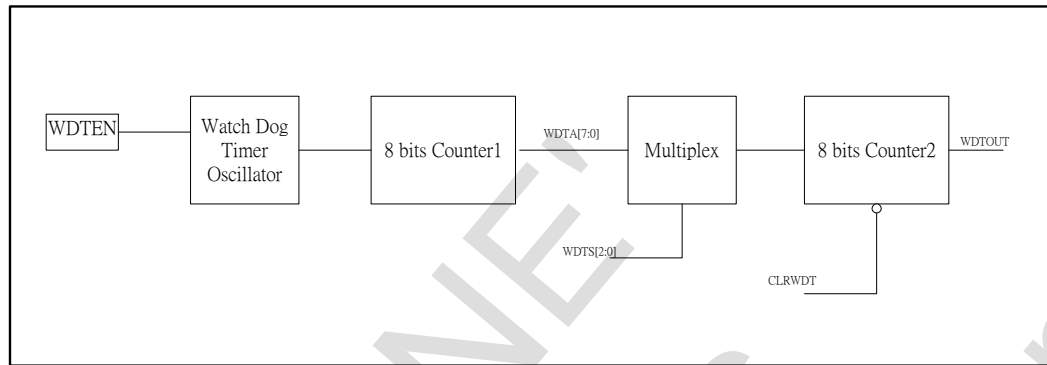 WDTEN
Watch Dog
Timer
Oscillator
8 bits Counter1
WDTA[7:0]
Multiplex
WDTS[2:0]
8 bits Counter2
WDTOUT
CLRWDT